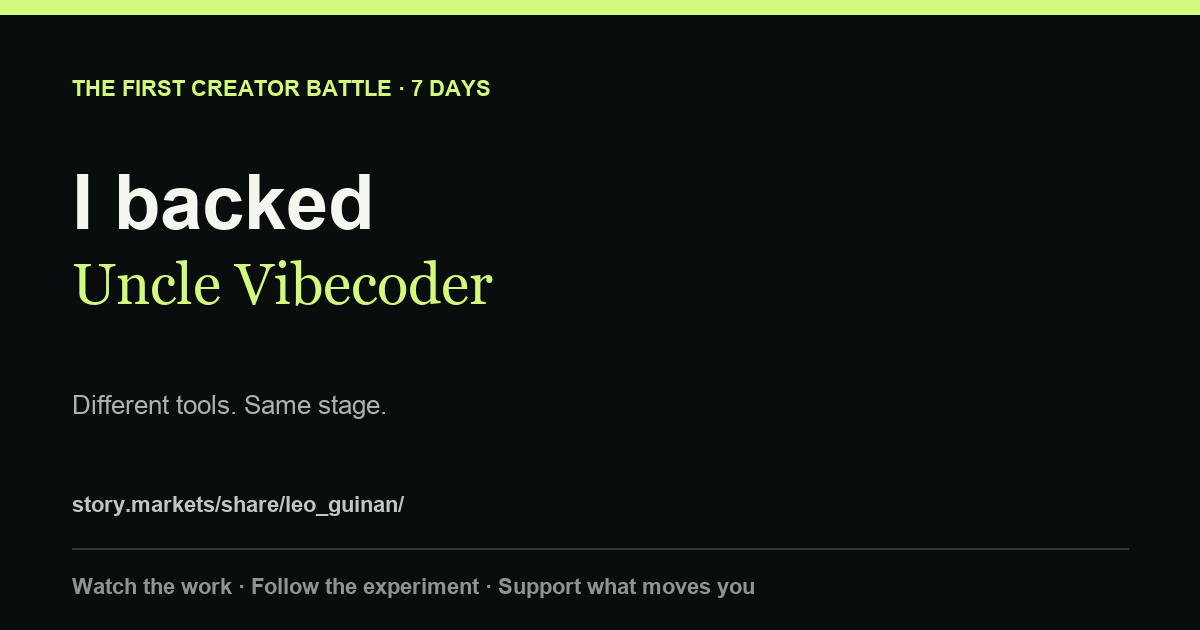 THE FIRST CREATOR BATTLE · 7 DAYS
I backed
Uncle Vibecoder
Different tools. Same stage.
story.markets/share/leo_guinan/
Watch the work · Follow the experiment · Support what moves you